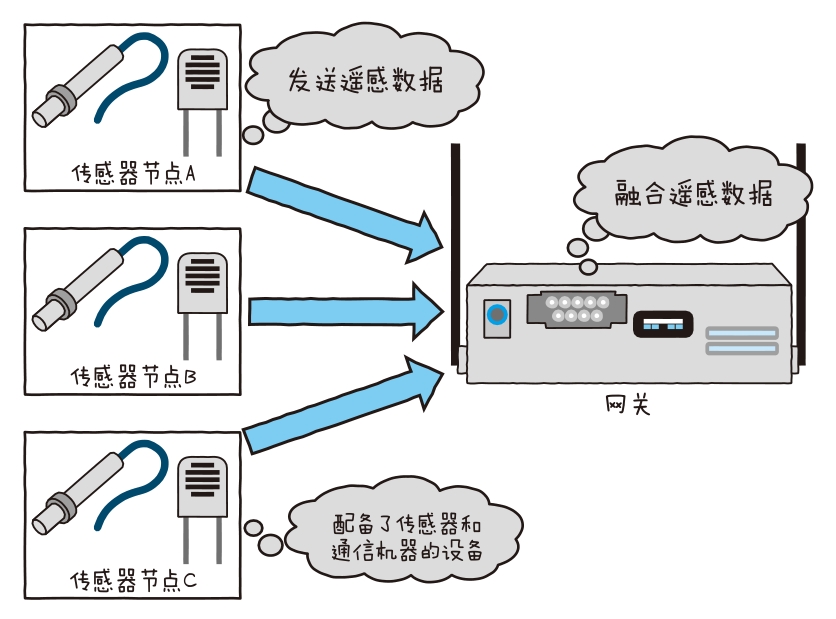 发送遥感数据
传感器节点A
融合遥感数据
传感器节点B
网关
配备了传感器和
通信机器的设备
传感器节点C